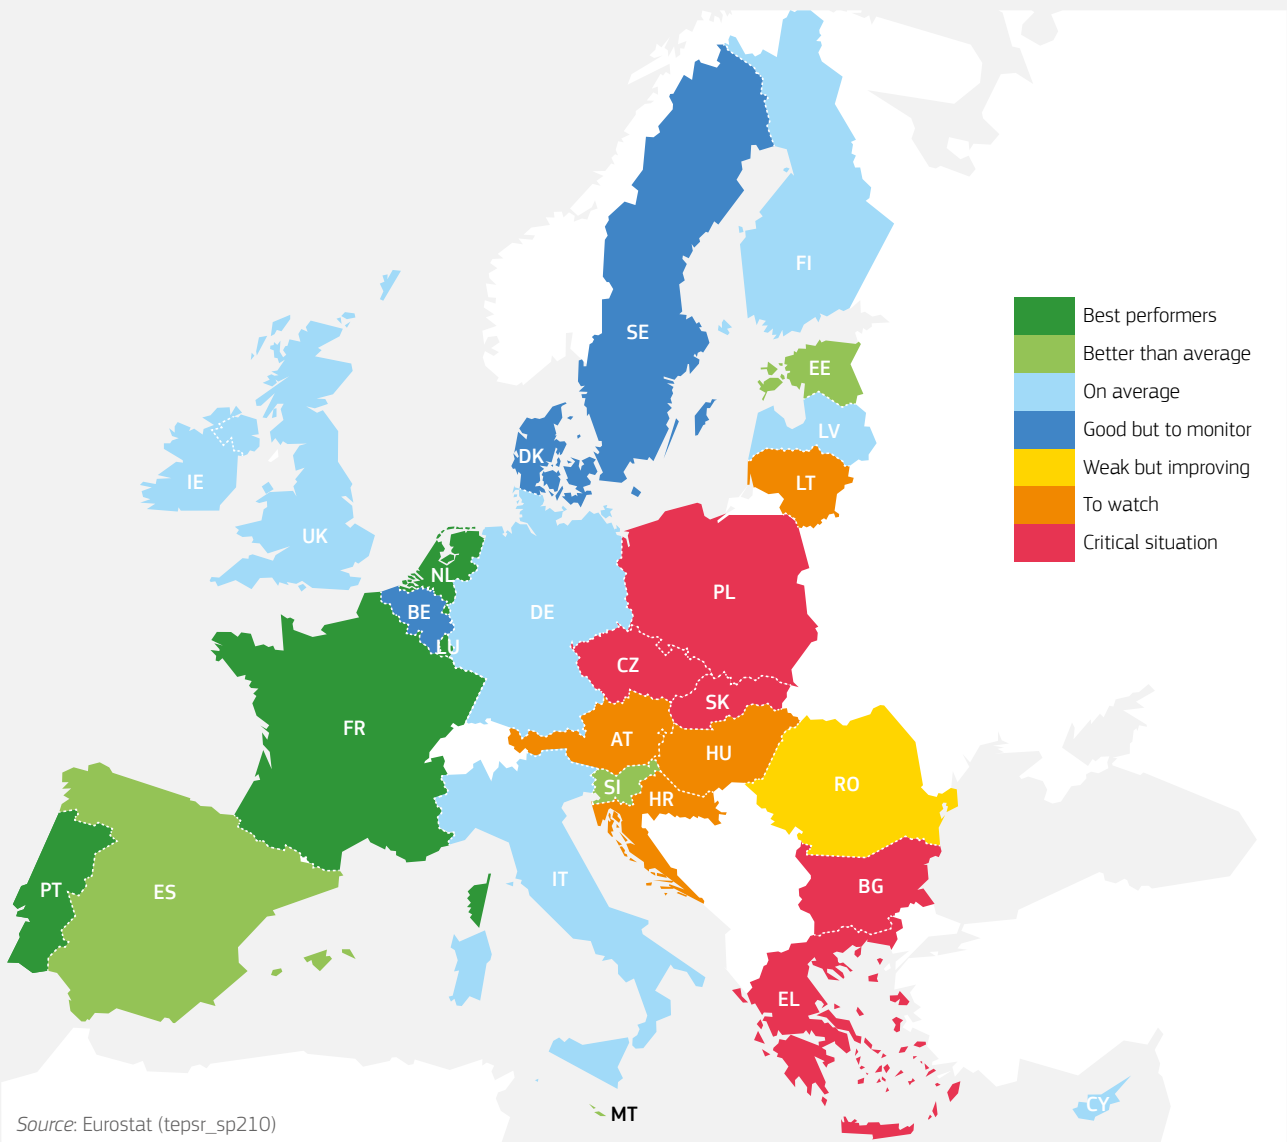 FI
SE
EE
LV
DK
LT
IE
UK
NL
BE
LU
DE
PL
CZ
SK
FR
AT
HU
SI
HR
RO
PT
ES
IT
BG
EL
CY
MT
Best performers
Better than average
On average
Good but to monitor
Weak but improving
To watch
Critical situation
Source: Eurostat (tepsr_sp210)